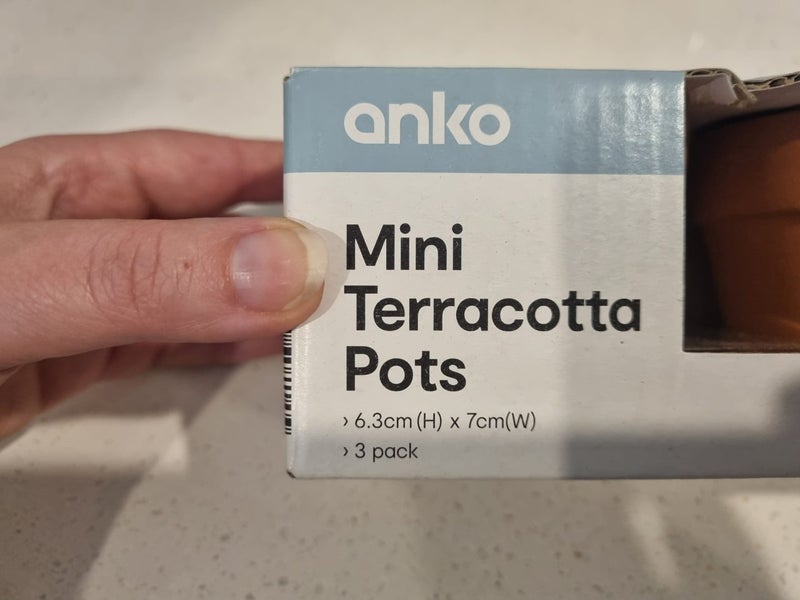 anko
Mini
Terracotta
Pots
› 6.3cm (H) x 7cm(W)
› 3 pack